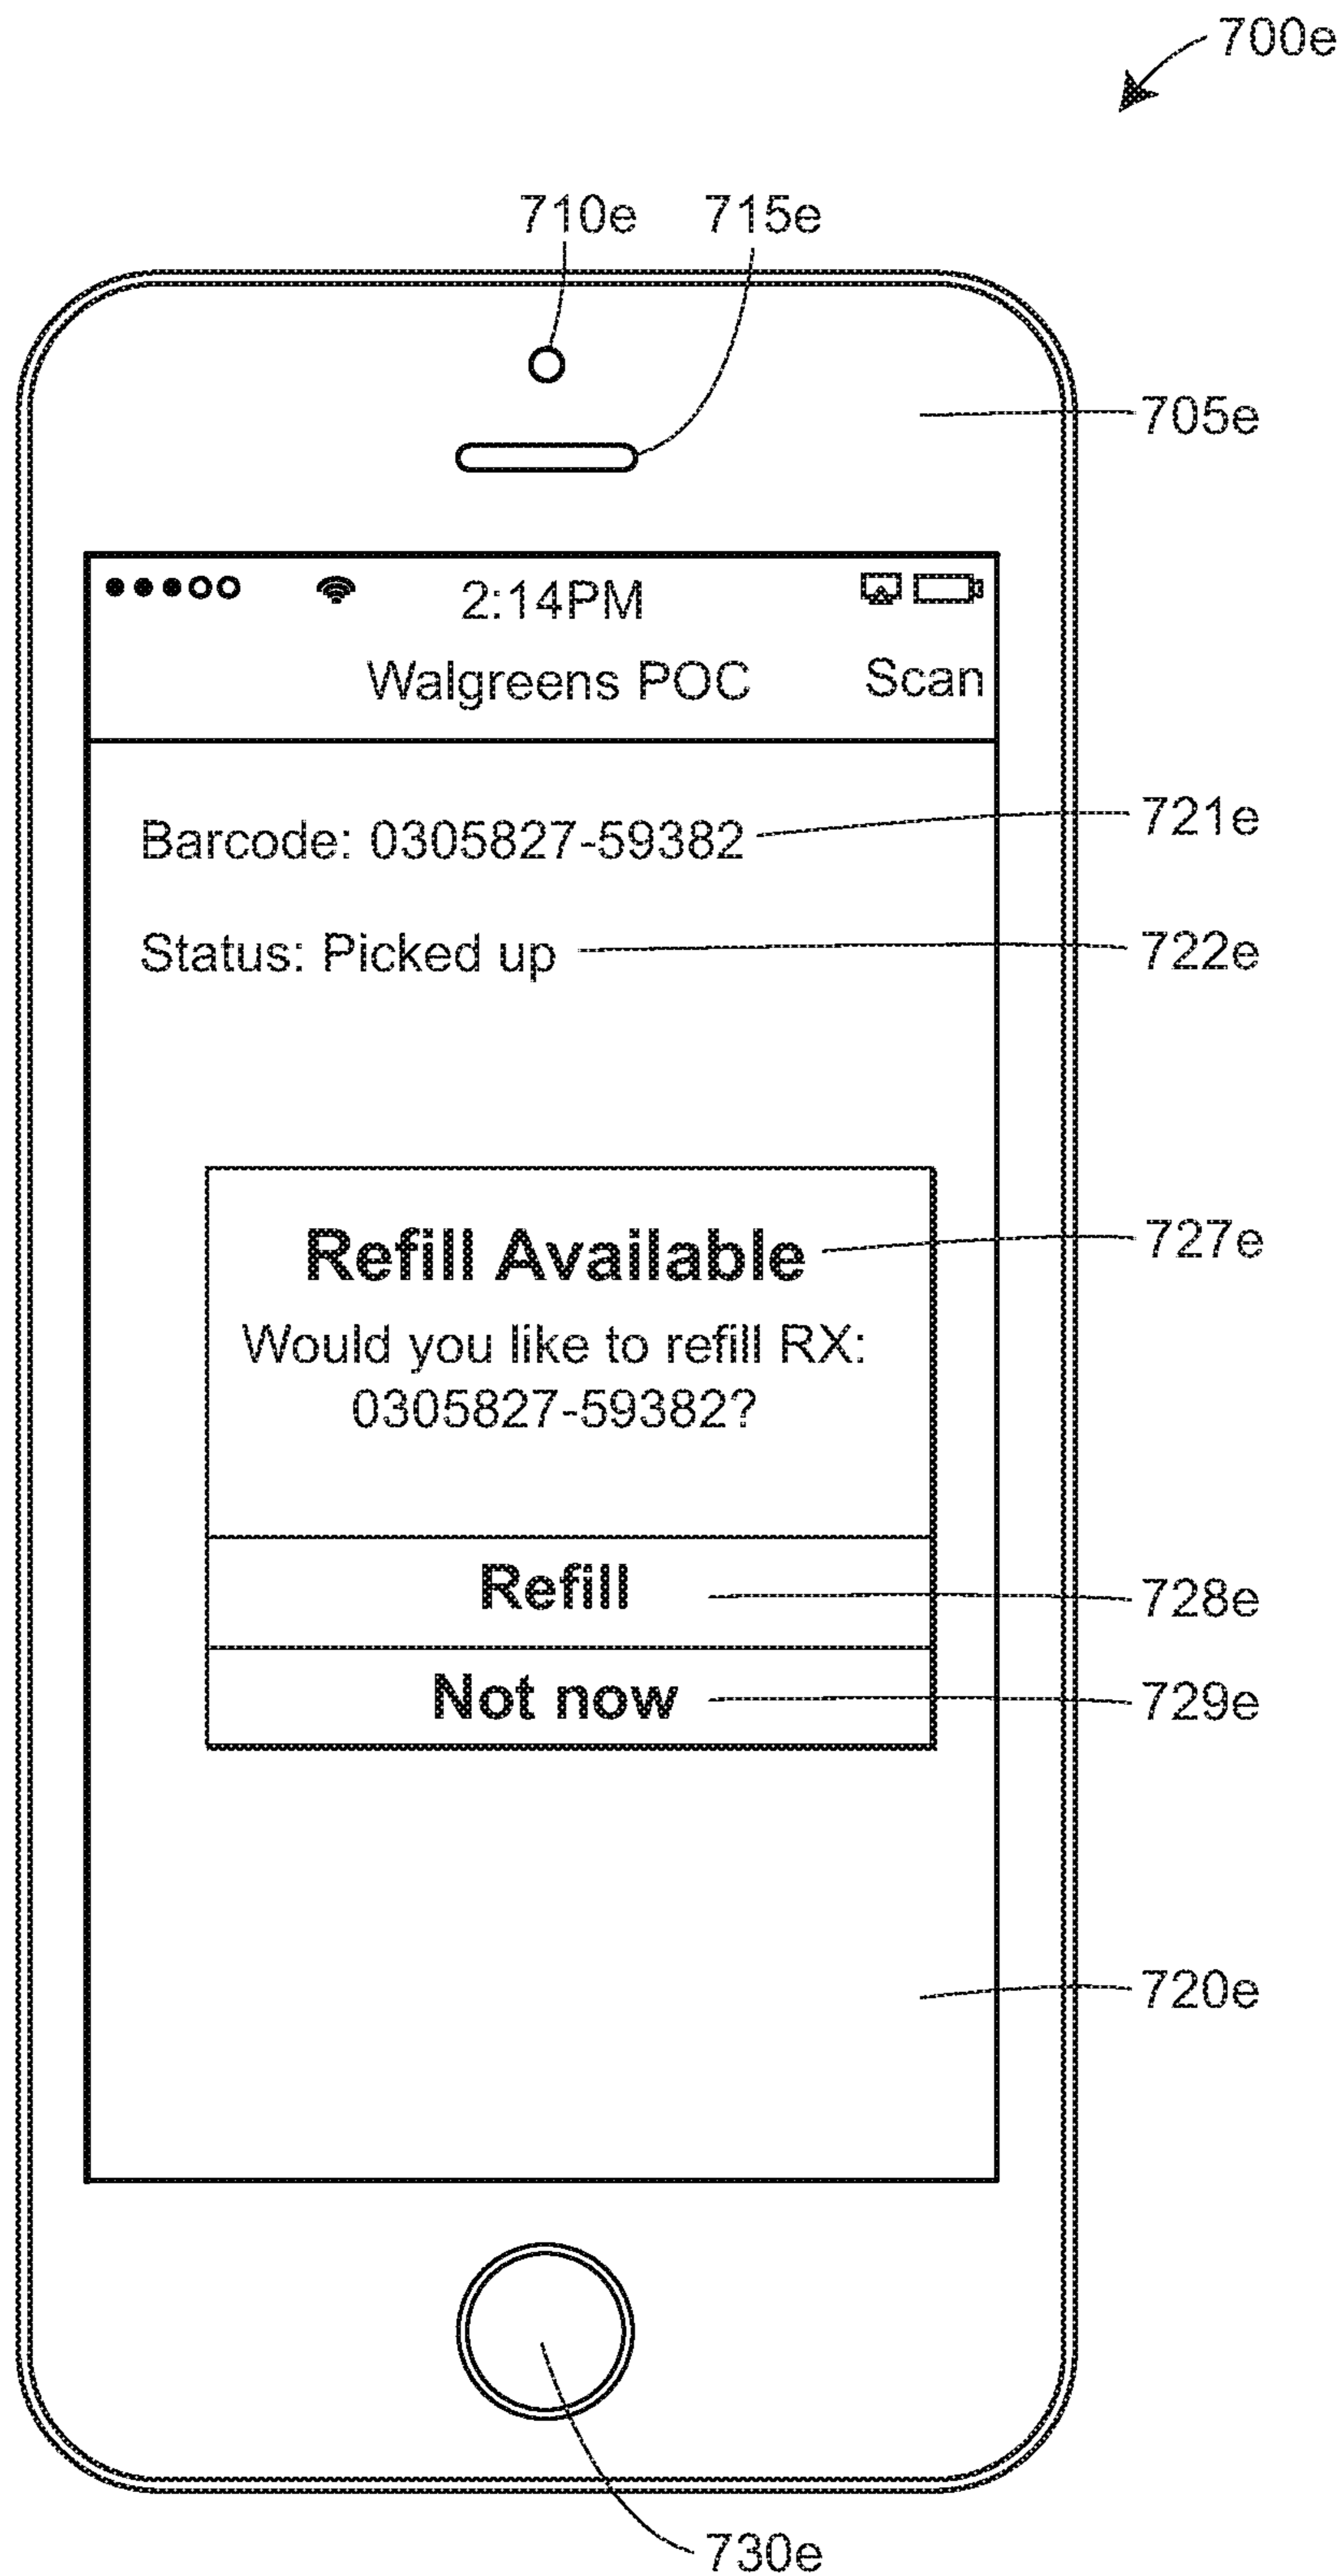 700e
710e 715e
705e
2:14PM
Walgreens POC Scan
Barcode: 0305827-59382 721e
Status: Picked up 722e
Refill Available 727e
Would you like to refill RX:
0305827-59382?
Refill 728e
Not now 729e
720e
730e